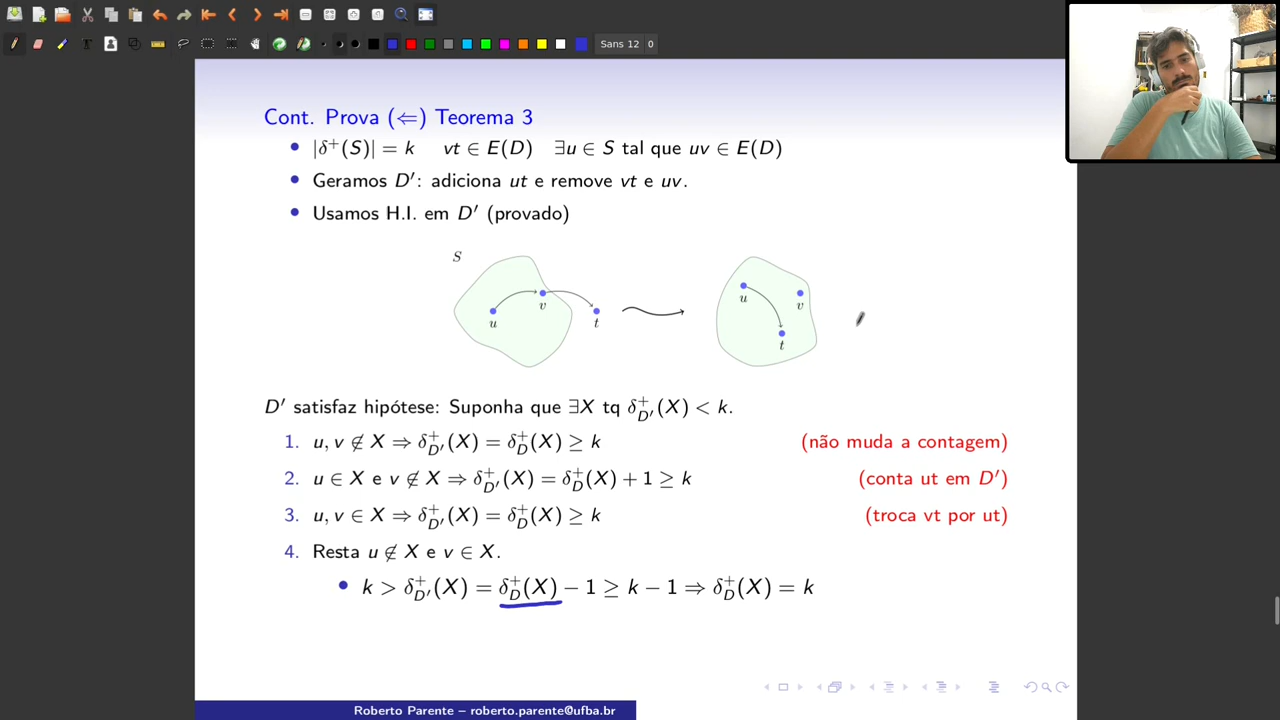 Sans 12 0
Cont. Prova (⇐) Teorema 3
• |δ⁺(S)| = k vt ∈ E(D) ∃u ∈ S tal que uv ∈ E(D)
• Geramos D′: adiciona ut e remove vt e uv.
• Usamos H.I. em D′ (provado)
S
u v t u v t
D′ satisfaz hipótese: Suponha que ∃X tq δ⁺_{D′}(X) < k.
1. u, v ∉ X ⇒ δ⁺_{D′}(X) = δ⁺_D(X) ≥ k (não muda a contagem)
2. u ∈ X e v ∉ X ⇒ δ⁺_{D′}(X) = δ⁺_D(X) + 1 ≥ k (conta ut em D′)
3. u, v ∈ X ⇒ δ⁺_{D′}(X) = δ⁺_D(X) ≥ k (troca vt por ut)
4. Resta u ∉ X e v ∈ X.
• k > δ⁺_{D′}(X) = δ⁺_D(X) − 1 ≥ k − 1 ⇒ δ⁺_D(X) = k
Roberto Parente – roberto.parente@ufba.br